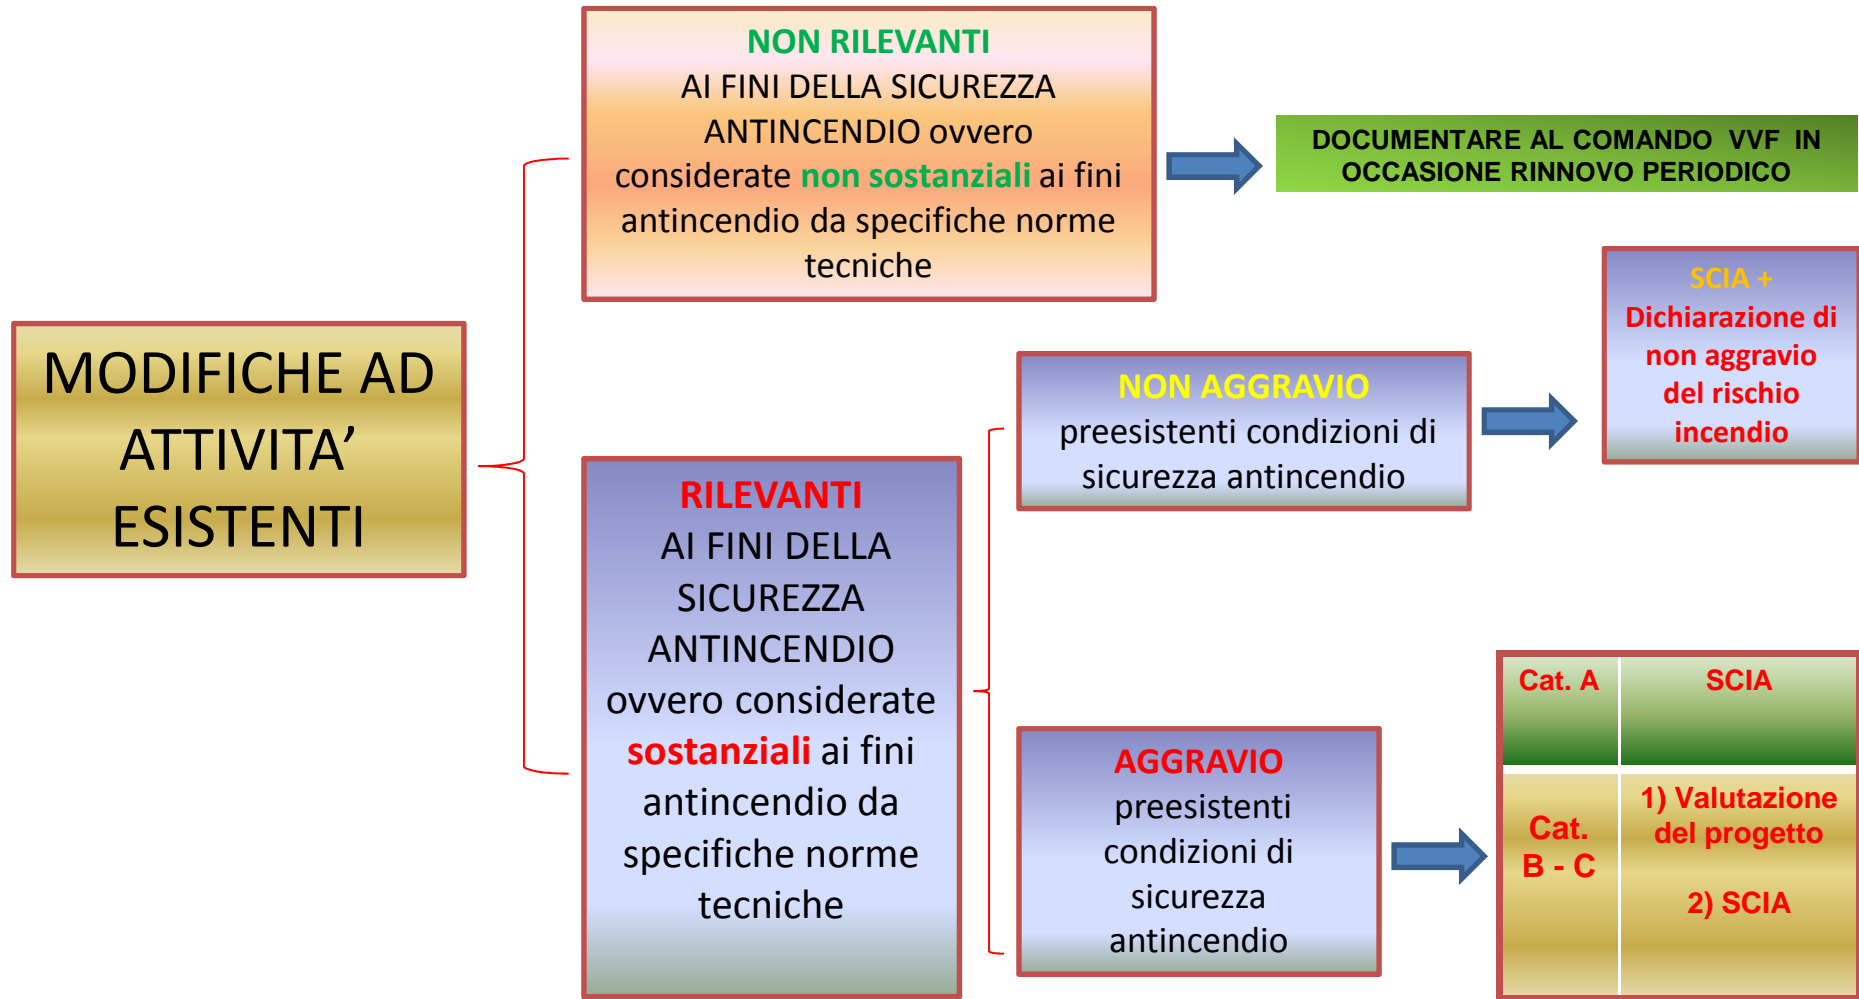 MODIFICHE AD
ATTIVITA’
ESISTENTI
NON RILEVANTI
AI FINI DELLA SICUREZZA
ANTINCENDIO ovvero
considerate non sostanziali ai fini
antincendio da specifiche norme
tecniche
DOCUMENTARE AL COMANDO VVF IN
OCCASIONE RINNOVO PERIODICO
RILEVANTI
AI FINI DELLA
SICUREZZA
ANTINCENDIO
ovvero considerate
sostanziali ai fini
antincendio da
specifiche norme
tecniche
NON AGGRAVIO
preesistenti condizioni di
sicurezza antincendio
SCIA +
Dichiarazione di
non aggravio
del rischio
incendio
AGGRAVIO
preesistenti
condizioni di
sicurezza
antincendio
Cat. A
SCIA
Cat.
B - C
1) Valutazione
del progetto
2) SCIA